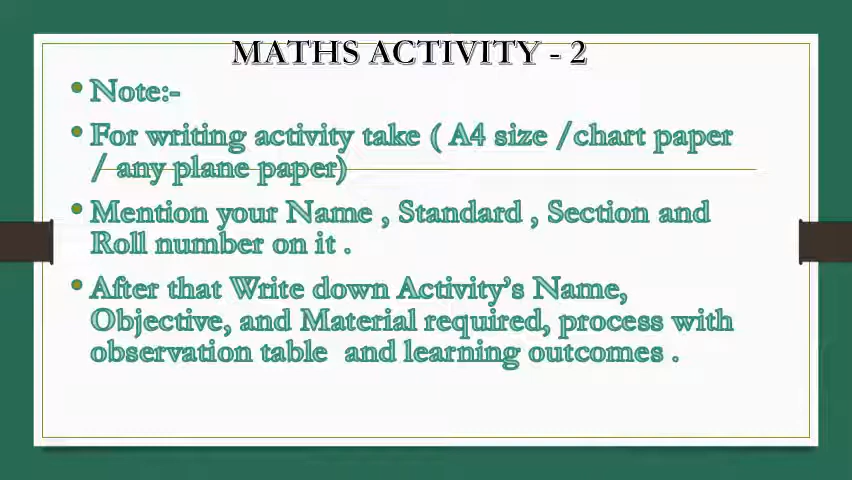 MATHS ACTIVITY - 2
Note:-
For writing activity take ( A4 size /chart paper
/ any plane paper)
Mention your Name , Standard , Section and
Roll number on it .
After that Write down Activity’s Name,
Objective, and Material required, process with
observation table  and learning outcomes .